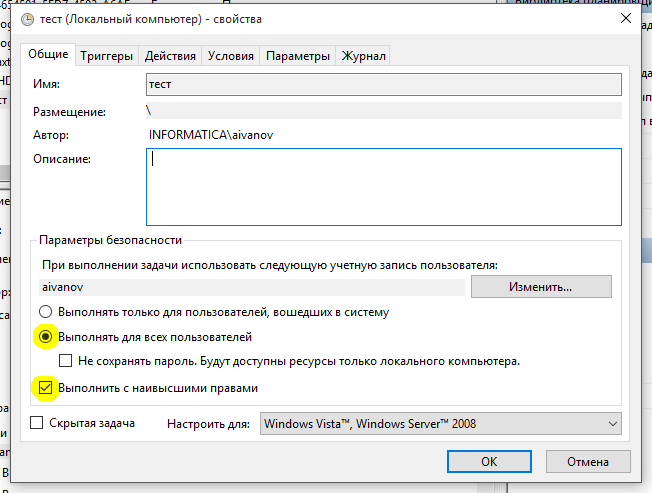 тест (Локальный компьютер) - свойства
Общие Триггеры Действия Условия Параметры Журнал
Имя: тест
Размещение: \
Автор: INFORMATICA\aivanov
Описание:
Параметры безопасности
При выполнении задачи использовать следующую учетную запись пользователя:
aivanov Изменить...
Выполнять только для пользователей, вошедших в систему
Выполнять для всех пользователей
Не сохранять пароль. Будут доступны ресурсы только локального компьютера.
Выполнить с наивысшими правами
Скрытая задача Настроить для: Windows Vista™, Windows Server™ 2008
OK Отмена